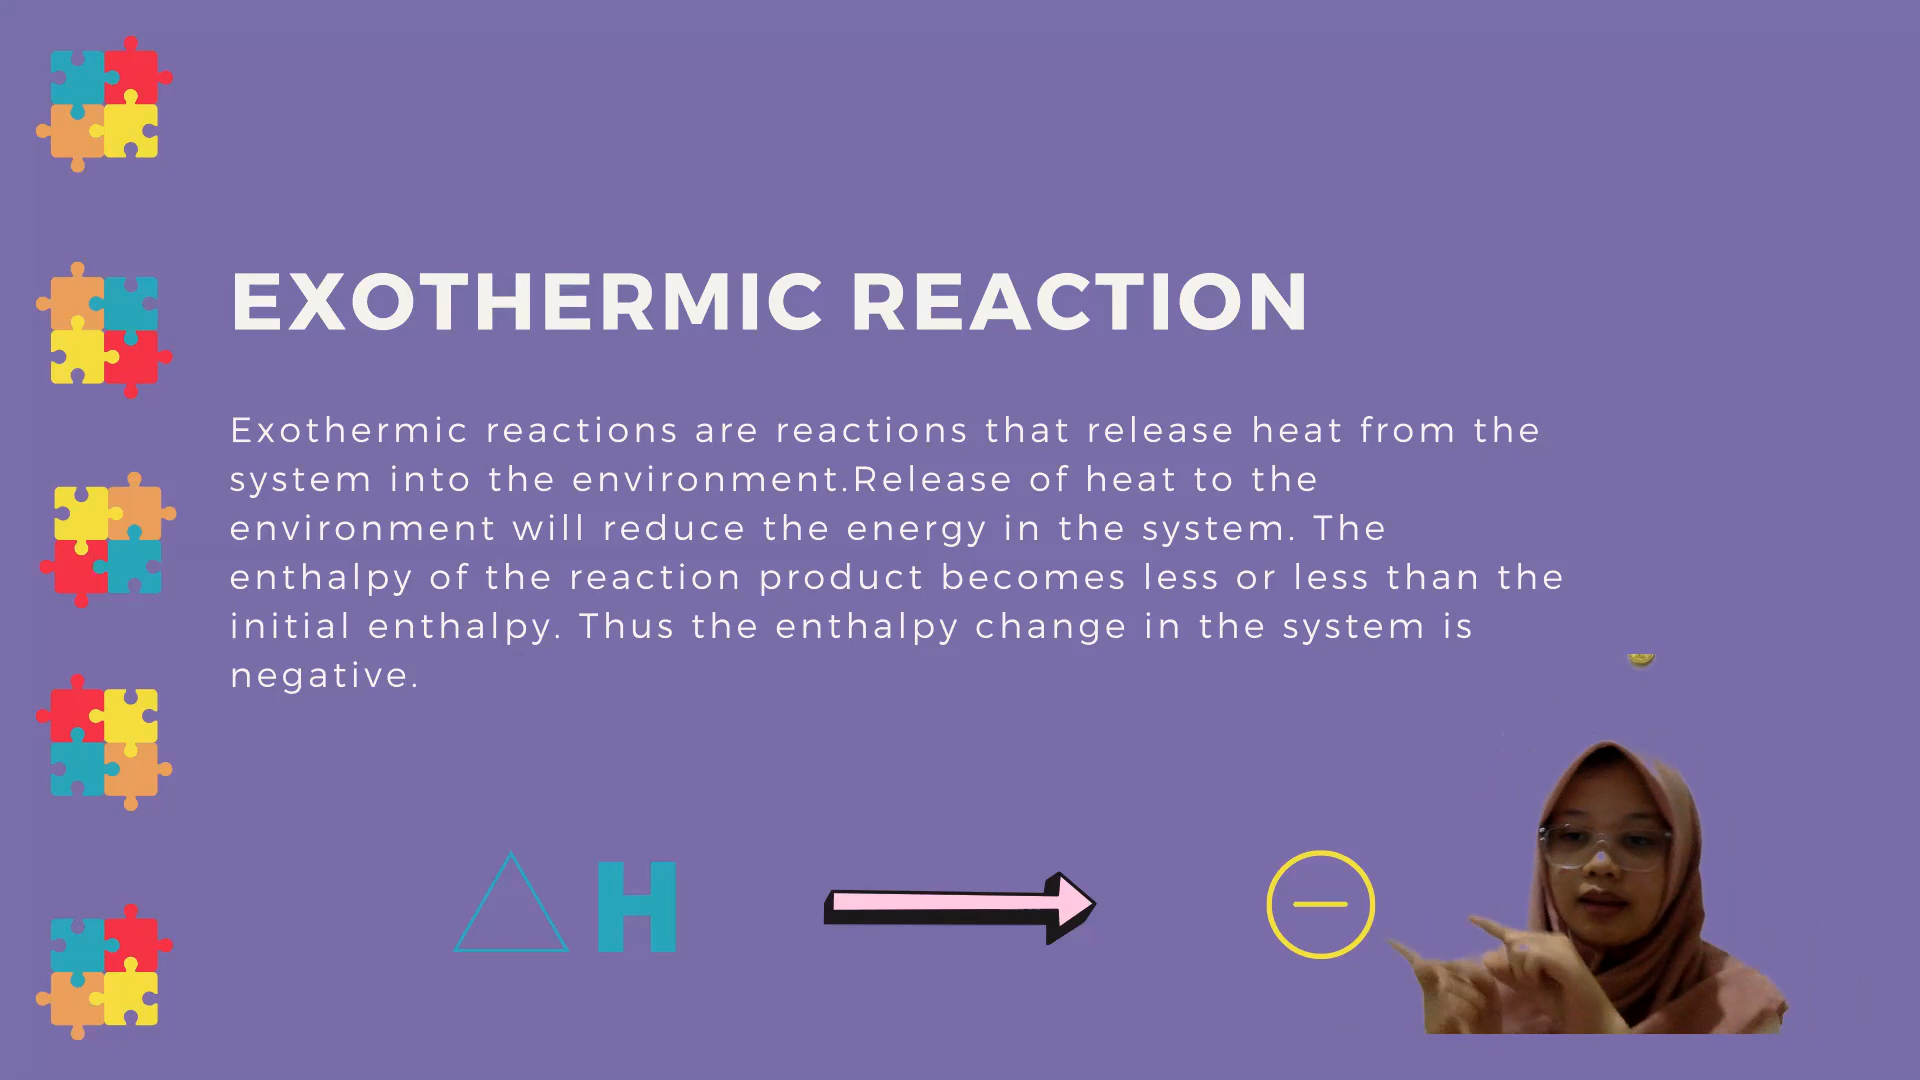 EXOTHERMIC REACTION
Exothermic reactions are reactions that release heat from the
system into the environment.Release of heat to the
environment will reduce the energy in the system. The
enthalpy of the reaction product becomes less or less than the
initial enthalpy. Thus the enthalpy change in the system is
negative.
△ H −